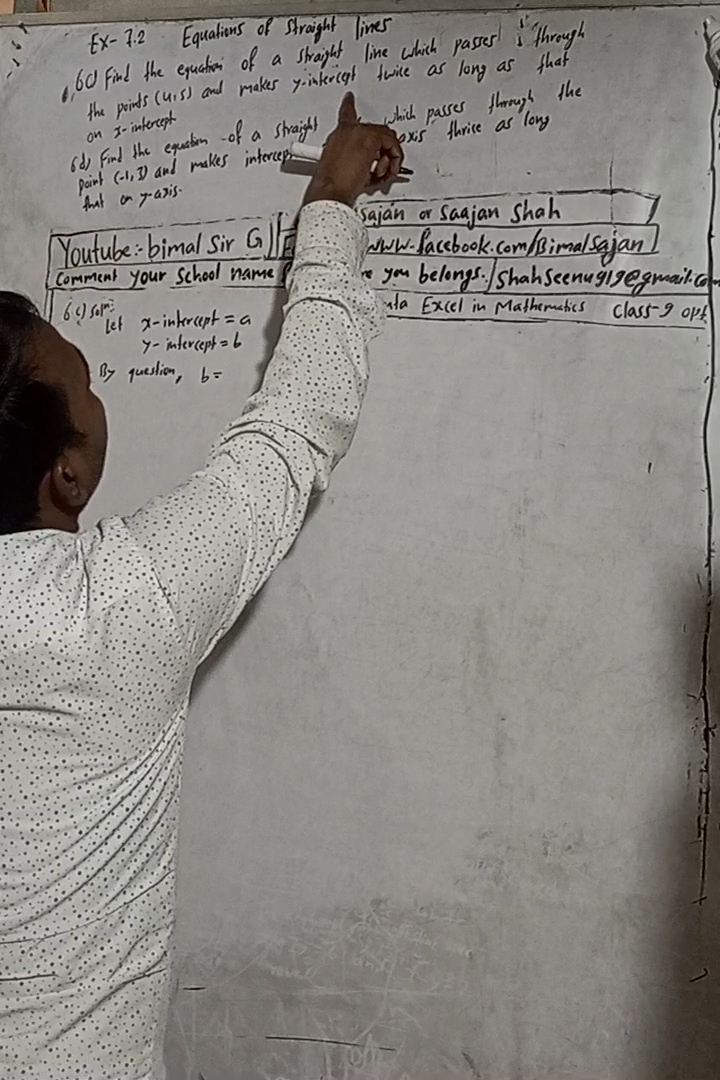 Ex- 7.2 Equations of Straight lines
6c) Find the equation of a straight line which passes through
the points (4,5) and makes y-intercept twice as long as that
on x-intercept
6d) Find the equation of a straight which passes through the
point (-1,3) and makes intercep axis thrice as long
that on y-axis.
sajan or Saajan Shah
Youtube:- bimal Sir G www.facebook.com/Bimalsajan
Comment your School name you belongs. / Shahseenu919@gmail.com
Excel in Mathematics Class-9 opt
6c) Soln:
Let x-intercept = a
y-intercept = b
By question, b =